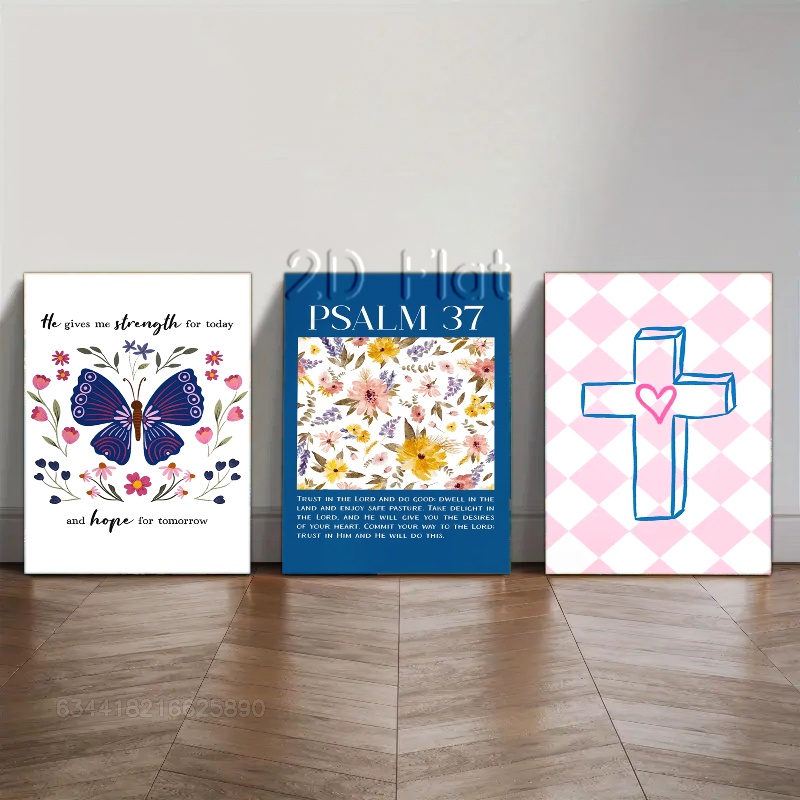 2D Flat
He gives me strength for today
and hope for tomorrow
PSALM 37
TRUST IN THE LORD AND DO GOOD; DWELL IN THE
LAND AND ENJOY SAFE PASTURE. TAKE DELIGHT IN
THE LORD, AND HE WILL GIVE YOU THE DESIRES
OF YOUR HEART. COMMIT YOUR WAY TO THE LORD;
TRUST IN HIM AND HE WILL DO THIS.
634418216625890